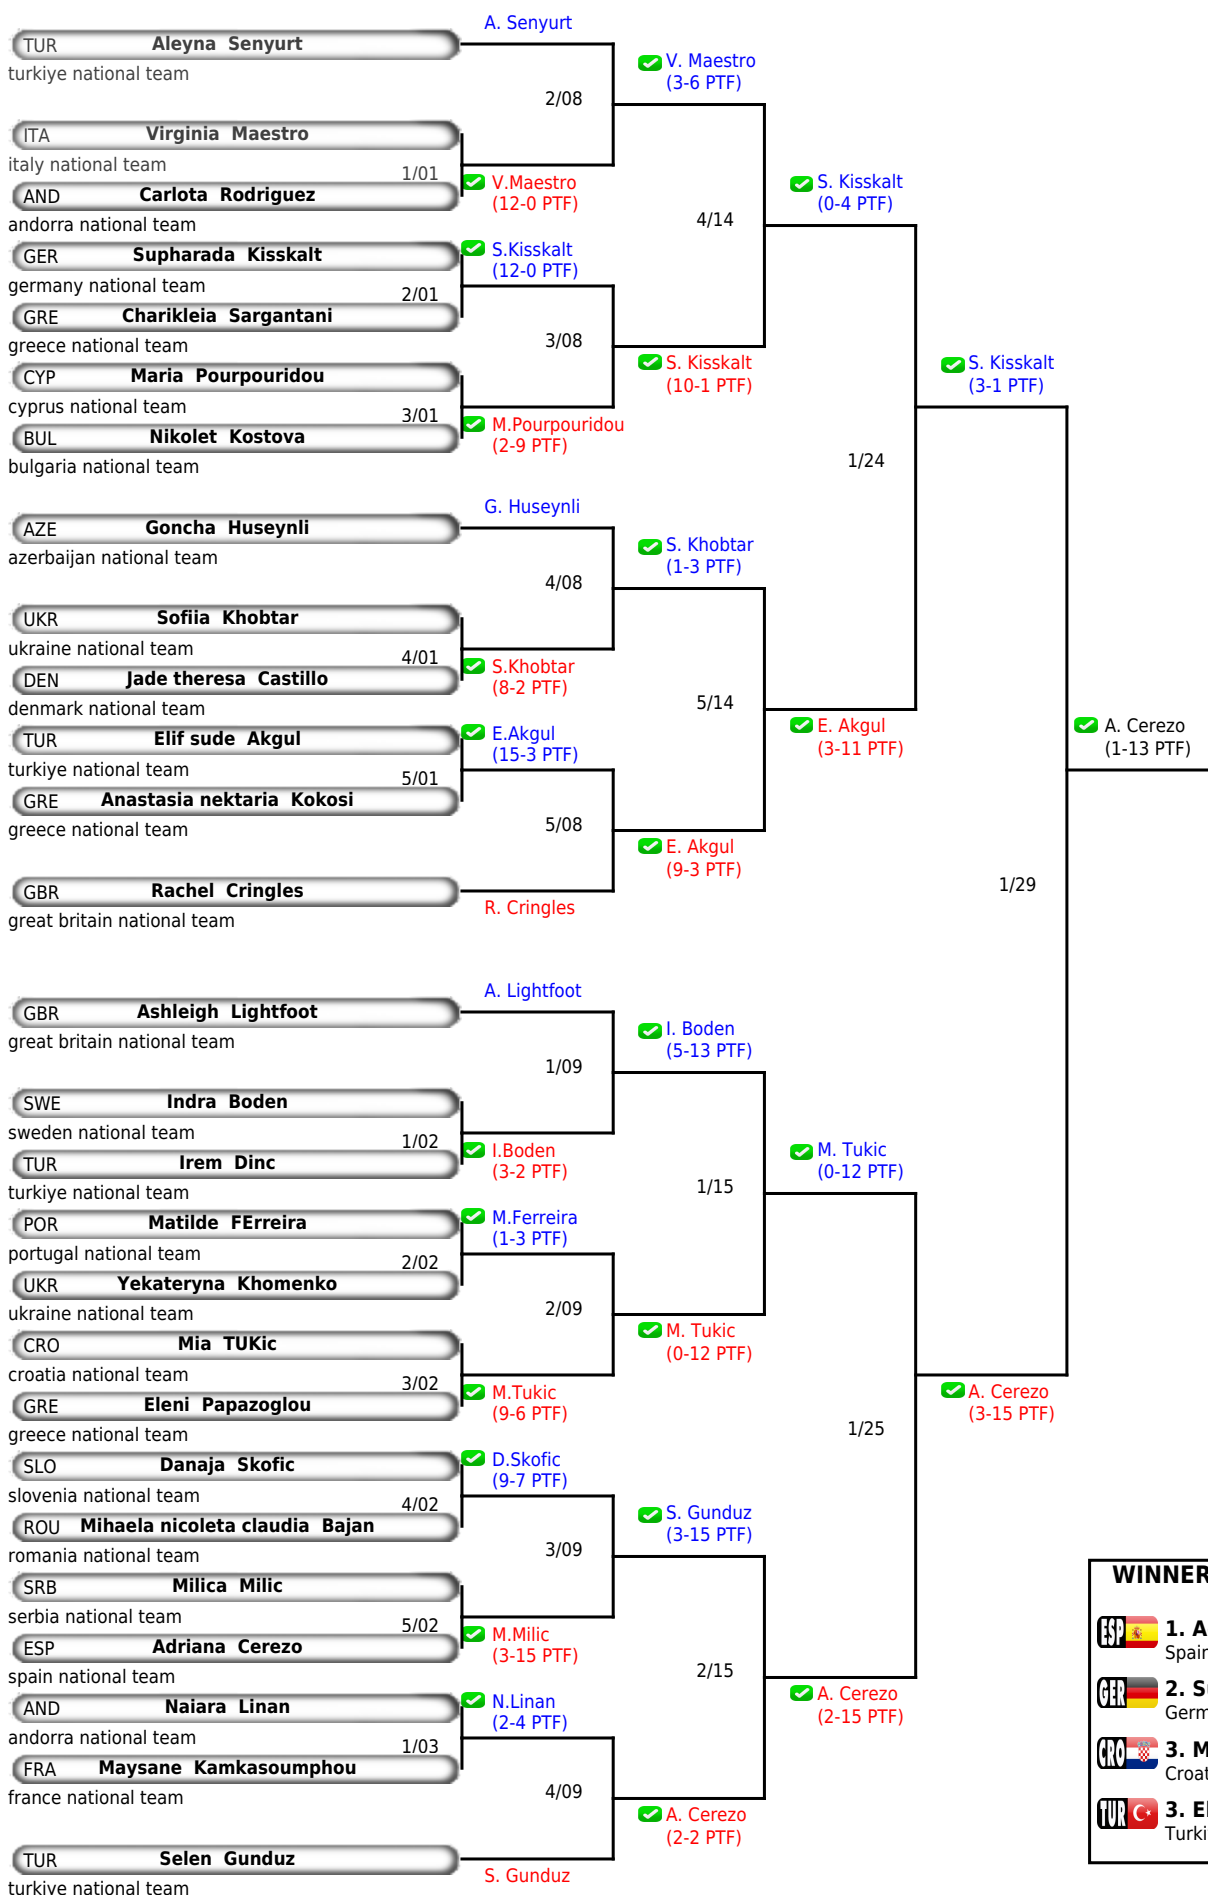 A. Senyurt
TUR Aleyna Senyurt
turkiye national team
V. Maestro
(3-6 PTF)
2/08
ITA Virginia Maestro
italy national team
1/01
V.Maestro
(12-0 PTF)
AND Carlota Rodriguez
andorra national team
S. Kisskalt
(0-4 PTF)
4/14
GER Supharada Kisskalt
S.Kisskalt
(12-0 PTF)
germany national team
2/01
GRE Charikleia Sargantani
greece national team
3/08
S. Kisskalt
(10-1 PTF)
S. Kisskalt
(3-1 PTF)
CYP Maria Pourpouridou
cyprus national team
3/01
M.Pourpouridou
(2-9 PTF)
BUL Nikolet Kostova
bulgaria national team
1/24
G. Huseynli
AZE Goncha Huseynli
azerbaijan national team
S. Khobtar
(1-3 PTF)
4/08
UKR Sofiia Khobtar
ukraine national team
4/01
S.Khobtar
(8-2 PTF)
DEN Jade theresa Castillo
denmark national team
5/14
E. Akgul
(3-11 PTF)
A. Cerezo
(1-13 PTF)
TUR Elif sude Akgul
E.Akgul
(15-3 PTF)
turkiye national team
5/01
GRE Anastasia nektaria Kokosi
greece national team
5/08
E. Akgul
(9-3 PTF)
GBR Rachel Cringles
great britain national team
R. Cringles
1/29
A. Lightfoot
GBR Ashleigh Lightfoot
great britain national team
I. Boden
(5-13 PTF)
1/09
SWE Indra Boden
sweden national team
1/02
I.Boden
(3-2 PTF)
TUR Irem Dinc
turkiye national team
M. Tukic
(0-12 PTF)
1/15
POR Matilde FErreira
M.Ferreira
(1-3 PTF)
portugal national team
2/02
UKR Yekateryna Khomenko
ukraine national team
2/09
M. Tukic
(0-12 PTF)
CRO Mia TUKic
croatia national team
3/02
M.Tukic
(9-6 PTF)
GRE Eleni Papazoglou
greece national team
A. Cerezo
(3-15 PTF)
1/25
SLO Danaja Skofic
D.Skofic
(9-7 PTF)
slovenia national team
4/02
ROU Mihaela nicoleta claudia Bajan
romania national team
S. Gunduz
(3-15 PTF)
3/09
SRB Milica Milic
serbia national team
5/02
M.Milic
(3-15 PTF)
ESP Adriana Cerezo
spain national team
2/15
A. Cerezo
(2-15 PTF)
AND Naiara Linan
N.Linan
(2-4 PTF)
andorra national team
1/03
FRA Maysane Kamkasoumphou
france national team
4/09
A. Cerezo
(2-2 PTF)
TUR Selen Gunduz
turkiye national team
S. Gunduz
WINNER
ESP 1. A
Spain
GER 2. Su
Germ
CRO 3. M
Croat
TUR 3. El
Turki